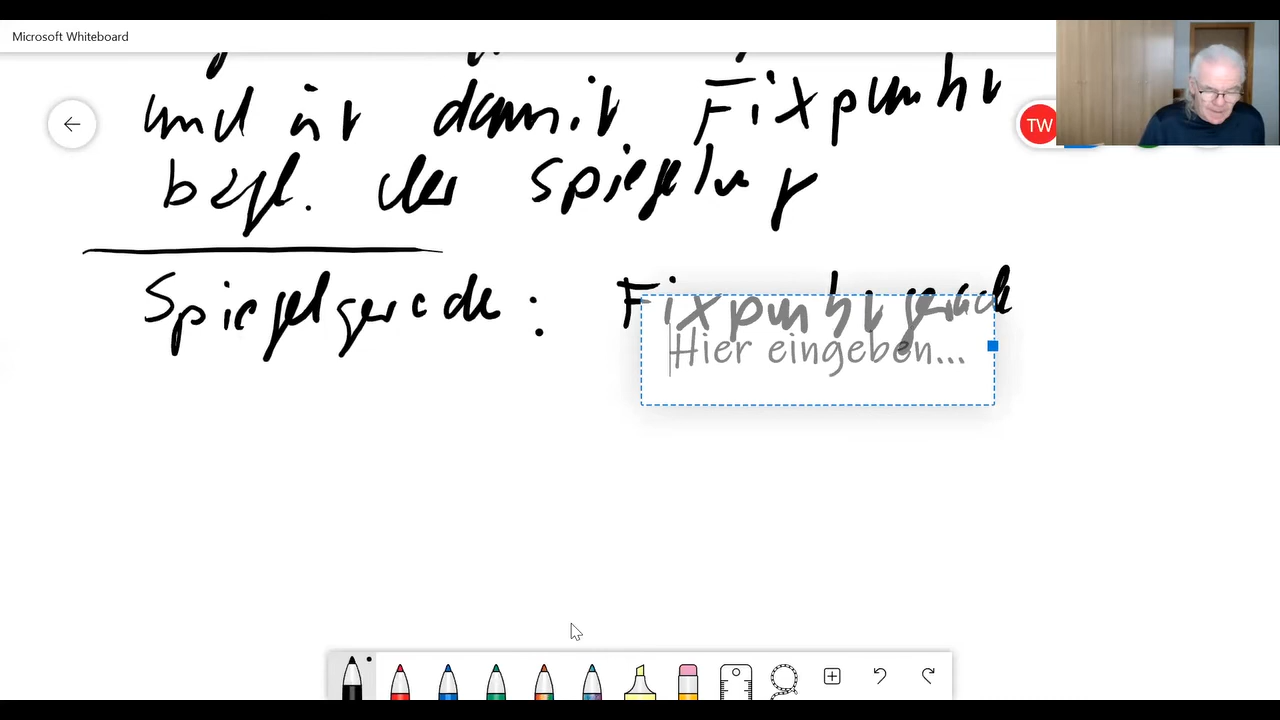 Microsoft Whiteboard
und ist damit Fixpunkt
TW
bzgl. der Spiegelung
Spiegelgerade: Fixpunktgerade
Hier eingeben...